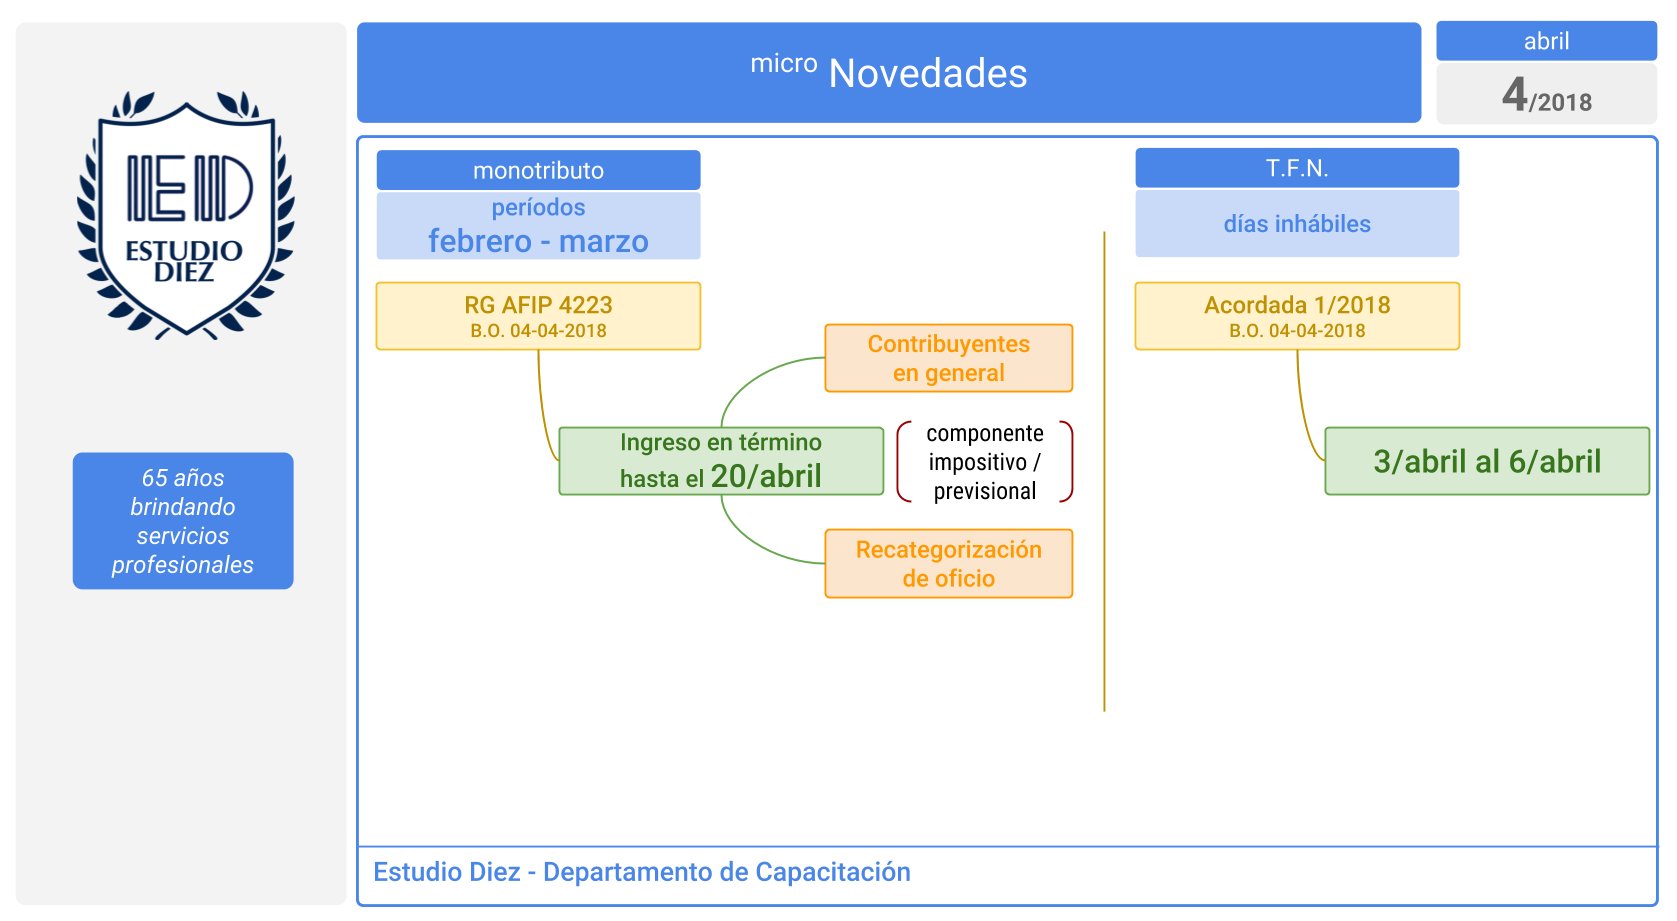 ED
ESTUDIO
DIEZ
65 años
brindando
servicios
profesionales
micro Novedades
abril
4/2018
monotributo
períodos
febrero - marzo
RG AFIP 4223
B.O. 04-04-2018
Contribuyentes
en general
Ingreso en término
hasta el 20/abril
componente
impositivo /
previsional
Recategorización
de oficio
T.F.N.
días inhábiles
Acordada 1/2018
B.O. 04-04-2018
3/abril al 6/abril
Estudio Diez - Departamento de Capacitación